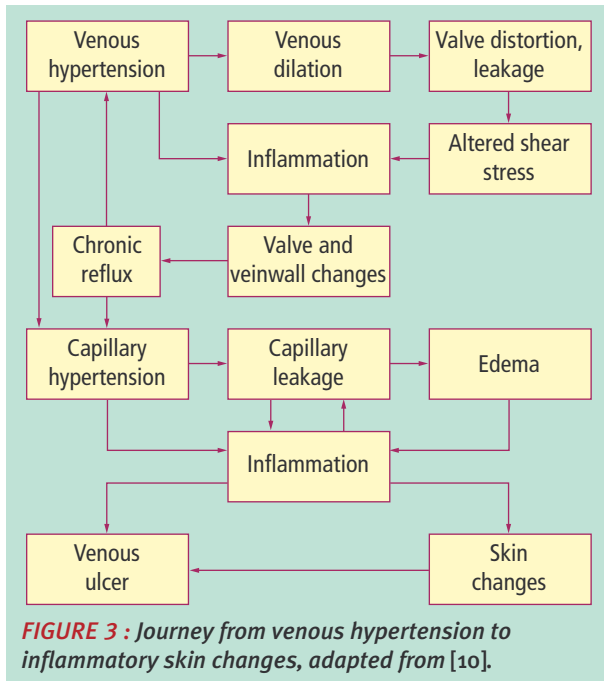 Venous
hypertension
Venous
dilation
Valve distortion,
leakage
Inflammation
Altered shear
stress
Chronic
reflux
Valve and
veinwall changes
Capillary
hypertension
Capillary
leakage
Edema
Inflammation
Venous
ulcer
Skin
changes
FIGURE 3 : Journey from venous hypertension to
inflammatory skin changes, adapted from [10].